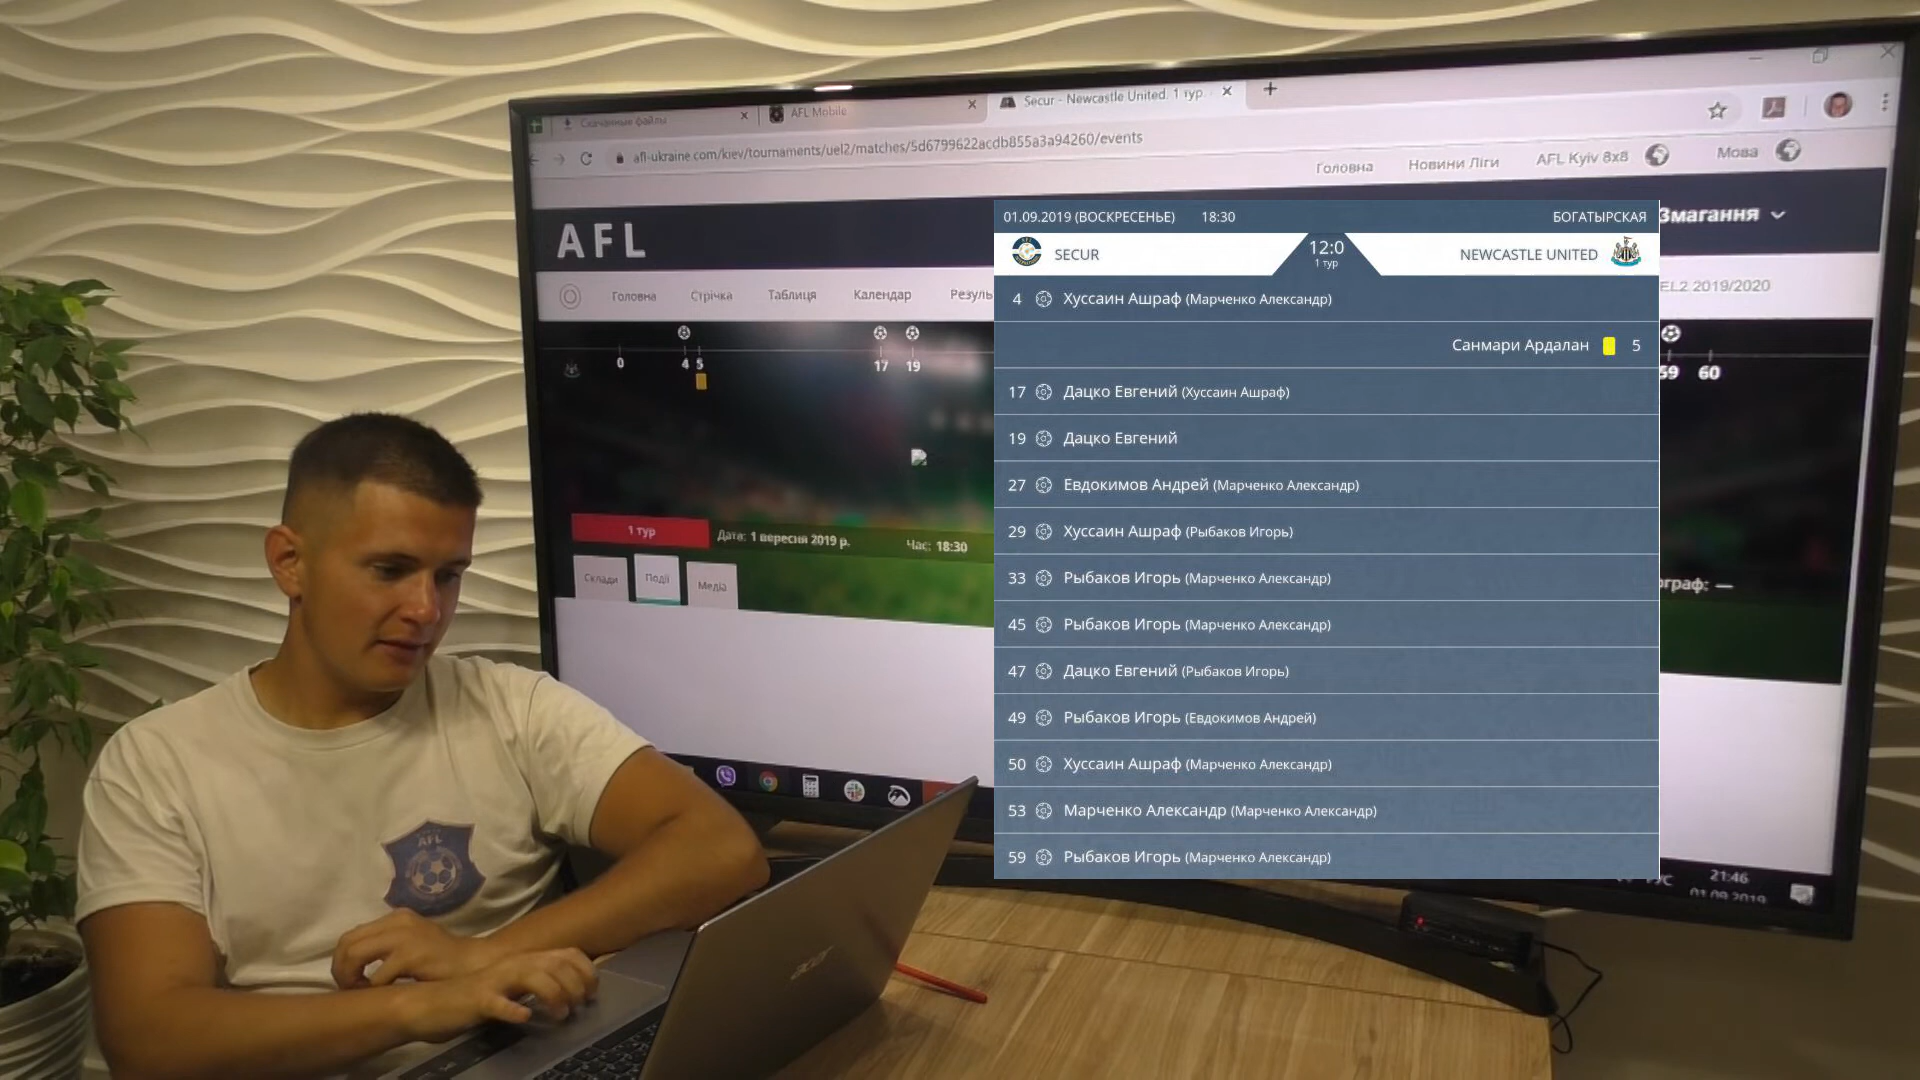 Скачанные файлы
AFL Mobile
Secur - Newcastle United. 1 тур
afl-ukraine.com/kiev/tournaments/uel2/matches/5d6799622acdb855a3a94260/events
Головна
Новини Ліги
AFL Kyiv 8x8
Мова
AFL
Змагання
Головна
Стрічка
Таблиця
Календар
EL2 2019/2020
0
4
5
17
19
59
60
1 тур
Дата: 1 вересня 2019 р.
Час: 18:30
Склади
Події
Медіа
01.09.2019 (ВОСКРЕСЕНЬЕ) 18:30 БОГАТЫРСКАЯ
SECUR 12:0 NEWCASTLE UNITED
1 тур
4 Хуссаин Ашраф (Марченко Александр)
Санмари Ардалан 5
17 Дацко Евгений (Хуссаин Ашраф)
19 Дацко Евгений
27 Евдокимов Андрей (Марченко Александр)
29 Хуссаин Ашраф (Рыбаков Игорь)
33 Рыбаков Игорь (Марченко Александр)
45 Рыбаков Игорь (Марченко Александр)
47 Дацко Евгений (Рыбаков Игорь)
49 Рыбаков Игорь (Евдокимов Андрей)
50 Хуссаин Ашраф (Марченко Александр)
53 Марченко Александр (Марченко Александр)
59 Рыбаков Игорь (Марченко Александр)
21:46
01.09.2019
AFL
acer